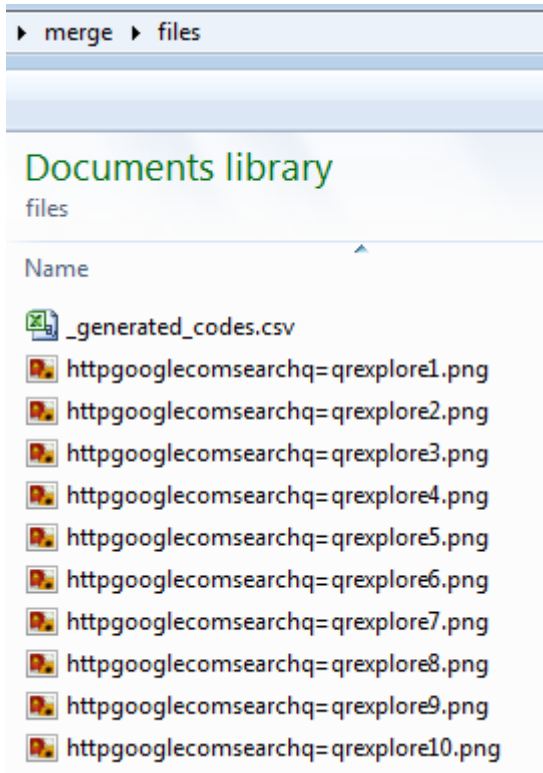 merge files
Documents library
files
Name
_generated_codes.csv
httpgooglecomsearchq=qrexplore1.png
httpgooglecomsearchq=qrexplore2.png
httpgooglecomsearchq=qrexplore3.png
httpgooglecomsearchq=qrexplore4.png
httpgooglecomsearchq=qrexplore5.png
httpgooglecomsearchq=qrexplore6.png
httpgooglecomsearchq=qrexplore7.png
httpgooglecomsearchq=qrexplore8.png
httpgooglecomsearchq=qrexplore9.png
httpgooglecomsearchq=qrexplore10.png